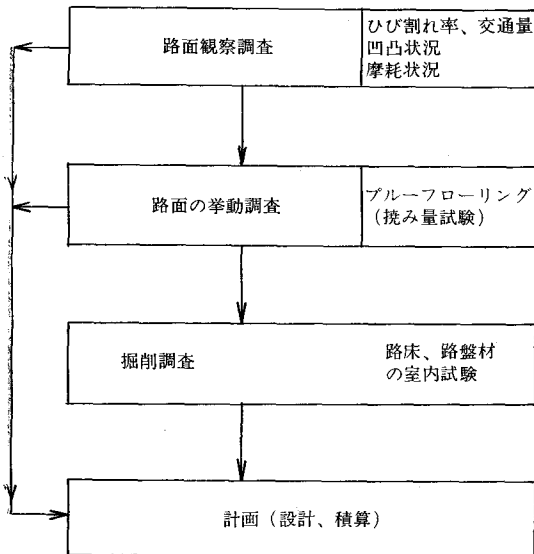 路面観察調査
ひび割れ率、交通量
凹凸状況
摩耗状況
路面の挙動調査
プルーフローリング
(撓み量試験)
掘削調査
路床、路盤材
の室内試験
計画(設計、積算)